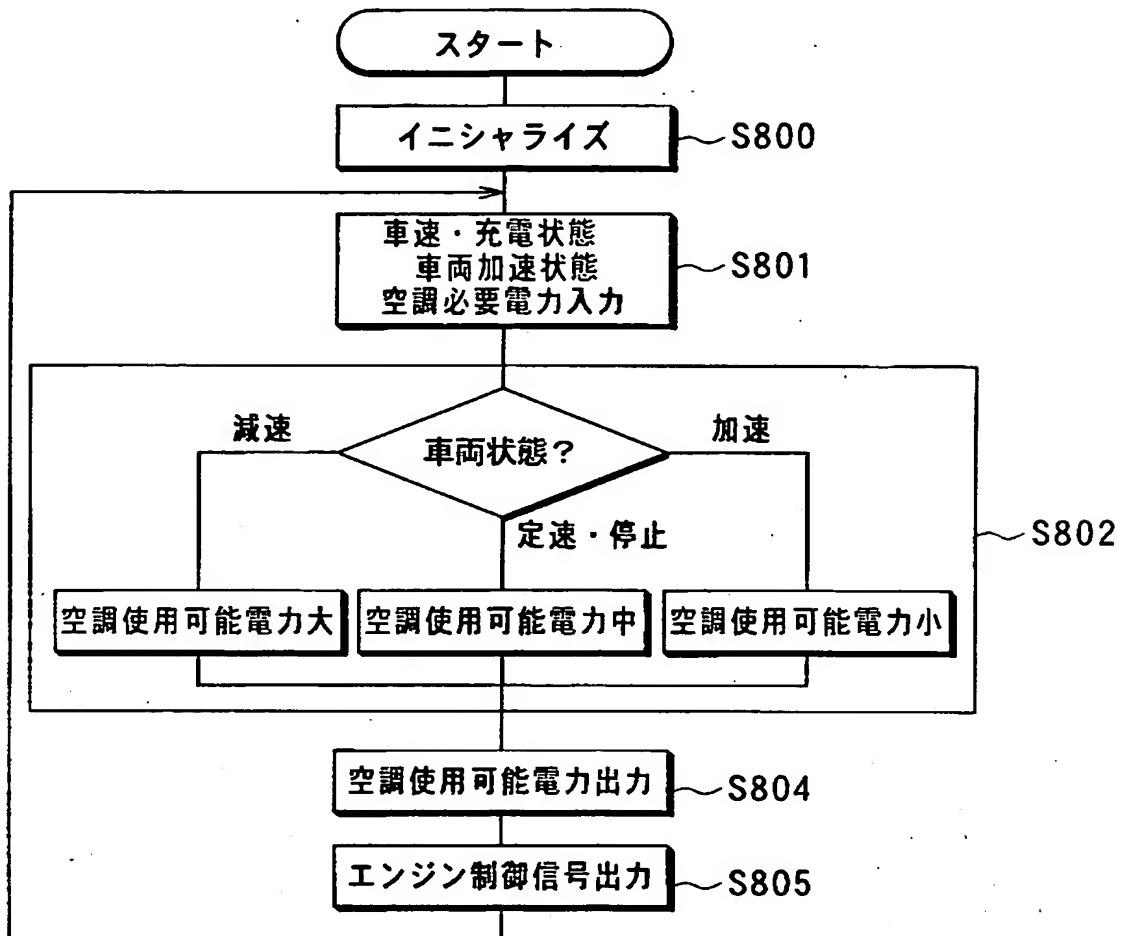 スタート
イニシャライズ
S800
車速・充電状態
車両加速状態
空調必要電力入力
S801
減速
車両状態?
加速
定速・停止
S802
空調使用可能電力大
空調使用可能電力中
空調使用可能電力小
空調使用可能電力出力
S804
エンジン制御信号出力
S805